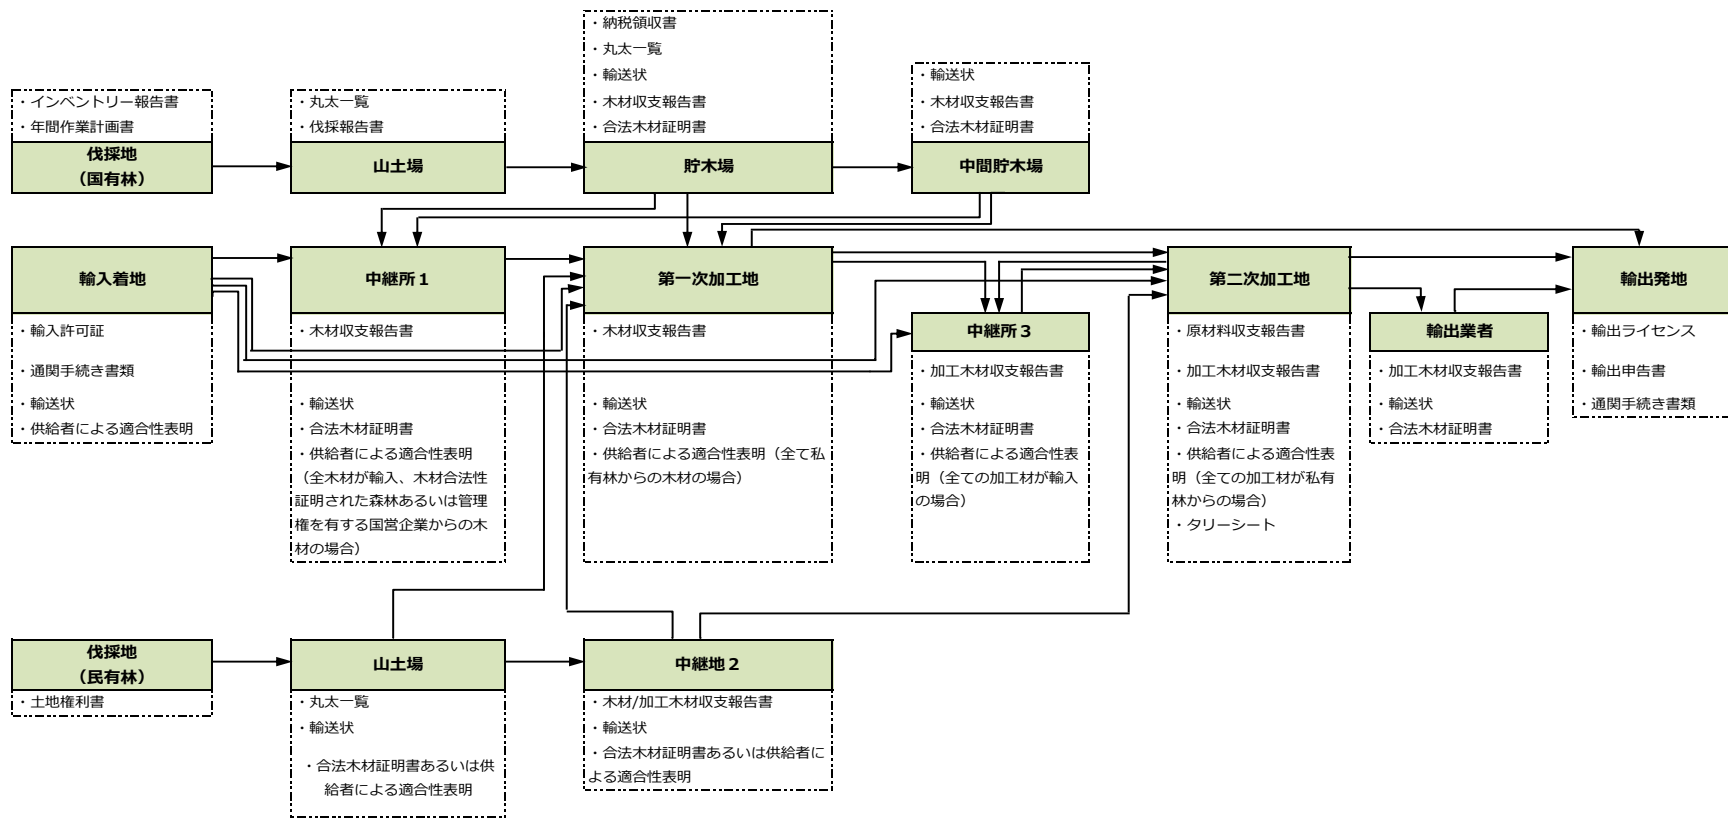 ・インベントリー報告書
・年間作業計画書
伐採地
（国有林）
・丸太一覧
・伐採報告書
山土場
・納税領収書
・丸太一覧
・輸送状
・木材収支報告書
・合法木材証明書
貯木場
・輸送状
・木材収支報告書
・合法木材証明書
中間貯木場
輸入着地
・輸入許可証
・通関手続き書類
・輸送状
・供給者による適合性表明
中継所１
・木材収支報告書
・輸送状
・合法木材証明書
・供給者による適合性表明
（全木材が輸入、木材合法性
証明された森林あるいは管理
権を有する国営企業からの木
材の場合）
第一次加工地
・木材収支報告書
・輸送状
・合法木材証明書
・供給者による適合性表明（全て私
有林からの木材の場合）
中継所３
・加工木材収支報告書
・輸送状
・合法木材証明書
・供給者による適合性表
明（全ての加工材が輸入
の場合）
第二次加工地
・原材料収支報告書
・加工木材収支報告書
・輸送状
・合法木材証明書
・供給者による適合性表
明（全ての加工材が私有
林からの場合）
・タリーシート
輸出業者
・加工木材収支報告書
・輸送状
・合法木材証明書
輸出発地
・輸出ライセンス
・輸出申告書
・通関手続き書類
伐採地
（民有林）
・土地権利書
山土場
・丸太一覧
・輸送状
・合法木材証明書あるいは供
給者による適合性表明
中継地２
・木材/加工木材収支報告書
・輸送状
・合法木材証明書あるいは供給者に
よる適合性表明